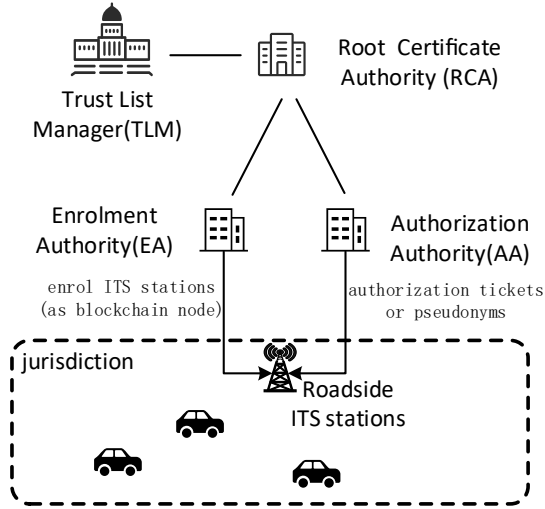 Root Certificate
Authority (RCA)
Trust List
Manager(TLM)
Enrolment
Authority(EA)
Authorization
Authority(AA)
enrol ITS stations
(as blockchain node)
authorization tickets
or pseudonyms
jurisdiction
Roadside
ITS stations